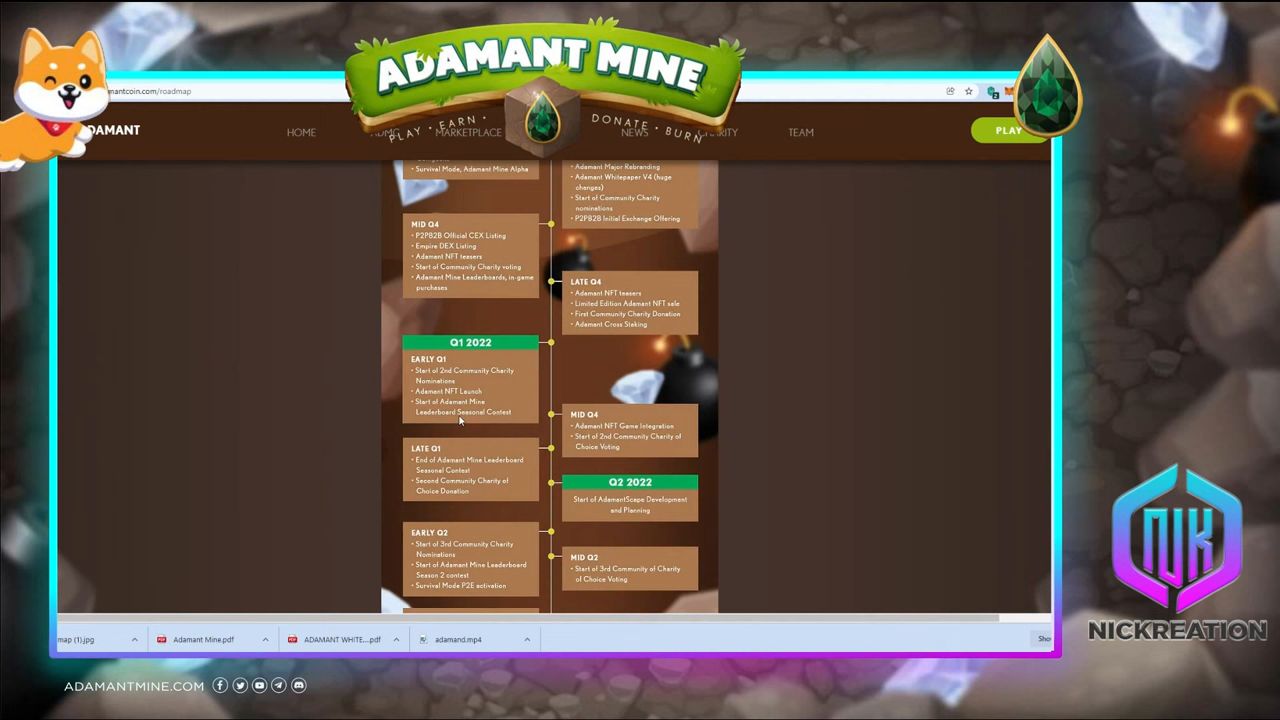 ADAMANT MINE
PLAY • EARN •
DONATE • BURN
mantcoin.com/roadmap
ADAMANT
HOME
MARKETPLACE
NEWS
CHARITY
TEAM
PLAY
• Survival Mode, Adamant Mine Alpha
• Adamant Major Rebranding
• Adamant Whitepaper V4 (huge
changes)
• Start of Community Charity
nominations
• P2PB2B Initial Exchange Offering
MID Q4
• P2PB2B Official CEX Listing
• Empire DEX Listing
• Adamant NFT teasers
• Start of Community Charity voting
• Adamant Mine Leaderboards, in-game
purchases
LATE Q4
• Adamant NFT teasers
• Limited Edition Adamant NFT sale
• First Community Charity Donation
• Adamant Cross Staking
Q1 2022
EARLY Q1
• Start of 2nd Community Charity
Nominations
• Adamant NFT Launch
• Start of Adamant Mine
Leaderboard Seasonal Contest
MID Q4
• Adamant NFT Game Integration
• Start of 2nd Community Charity of
Choice Voting
LATE Q1
• End of Adamant Mine Leaderboard
Seasonal Contest
• Second Community Charity of
Choice Donation
Q2 2022
Start of AdamantScape Development
and Planning
EARLY Q2
• Start of 3rd Community Charity
Nominations
• Start of Adamant Mine Leaderboard
Season 2 contest
• Survival Mode P2E activation
MID Q2
• Start of 3rd Community of Charity
of Choice Voting
map (1).jpg
Adamant Mine.pdf
ADAMANT WHITE....pdf
adamand.mp4
Sho
NICKREATION
ADAMANTMINE.COM